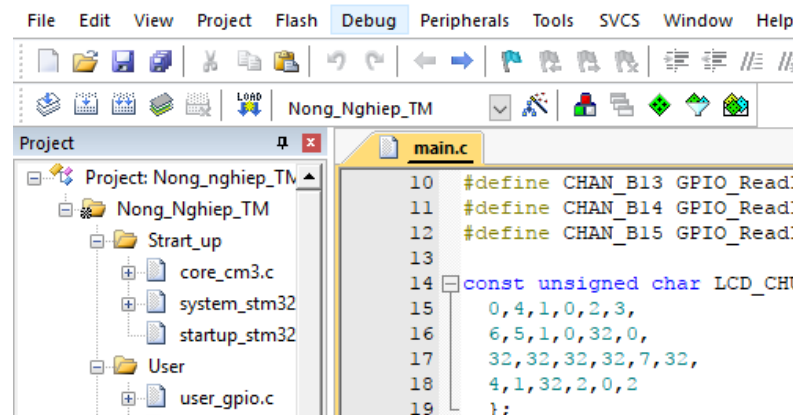 File Edit View Project Flash Debug Peripherals Tools SVCS Window Help
LOAD Nong_Nghiep_TM
Project
main.c
Project: Nong_nghiep_TM
Nong_Nghiep_TM
Strart_up
core_cm3.c
system_stm32
startup_stm32
User
user_gpio.c
10 #define CHAN_B13 GPIO_Read
11 #define CHAN_B14 GPIO_Read
12 #define CHAN_B15 GPIO_Read
13
14 const unsigned char LCD_CHU
15 0,4,1,0,2,3,
16 6,5,1,0,32,0,
17 32,32,32,32,7,32,
18 4,1,32,2,0,2
19 };